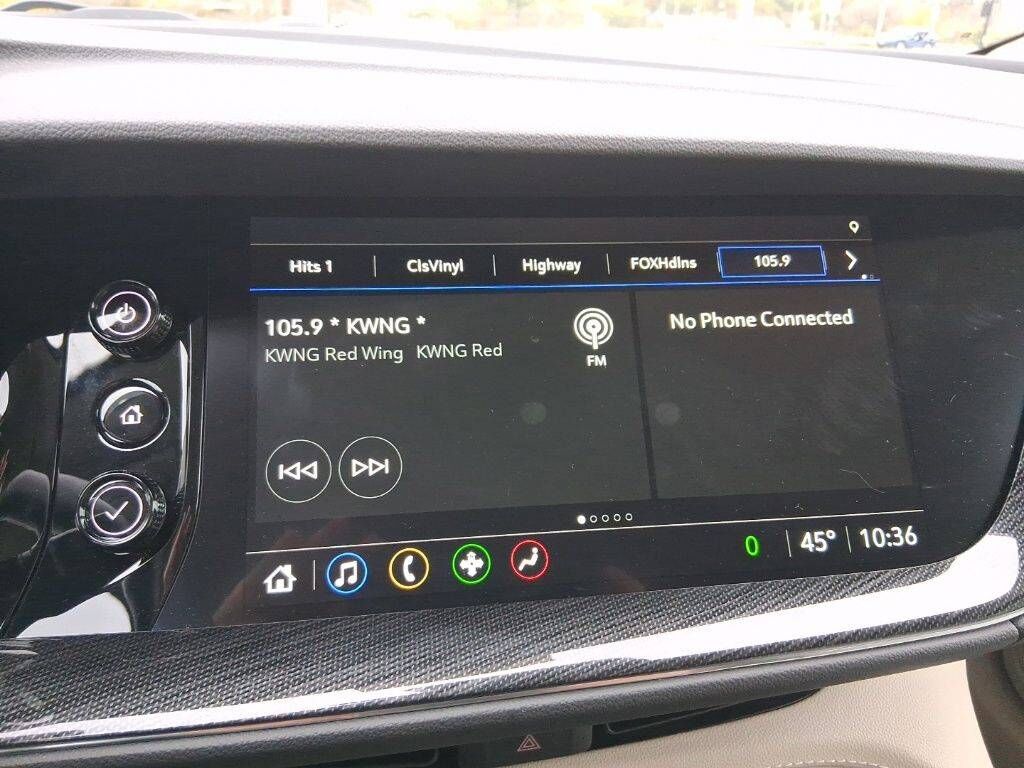 Hits 1 ClsVinyl Highway FOXHdlns 105.9
105.9 * KWNG *
KWNG Red Wing KWNG Red
FM
No Phone Connected
0 45° 10:36